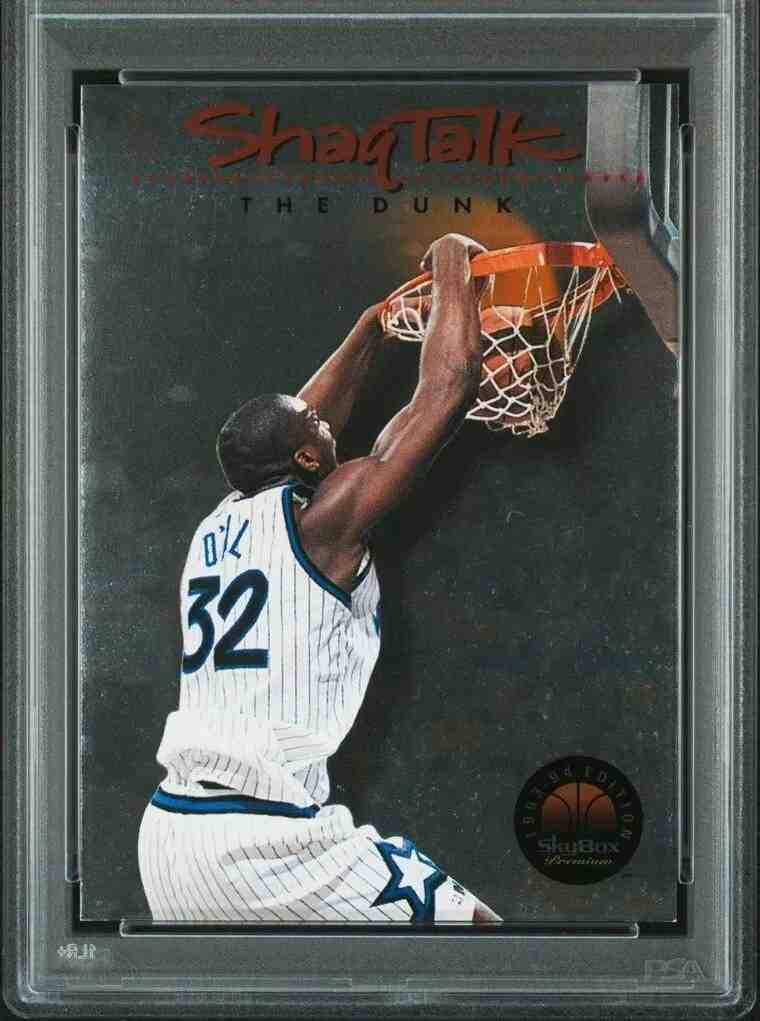 ShaqTalk
THE DUNK
O'
32
1993-94 EDITION
SkyBox
Premium
PSA